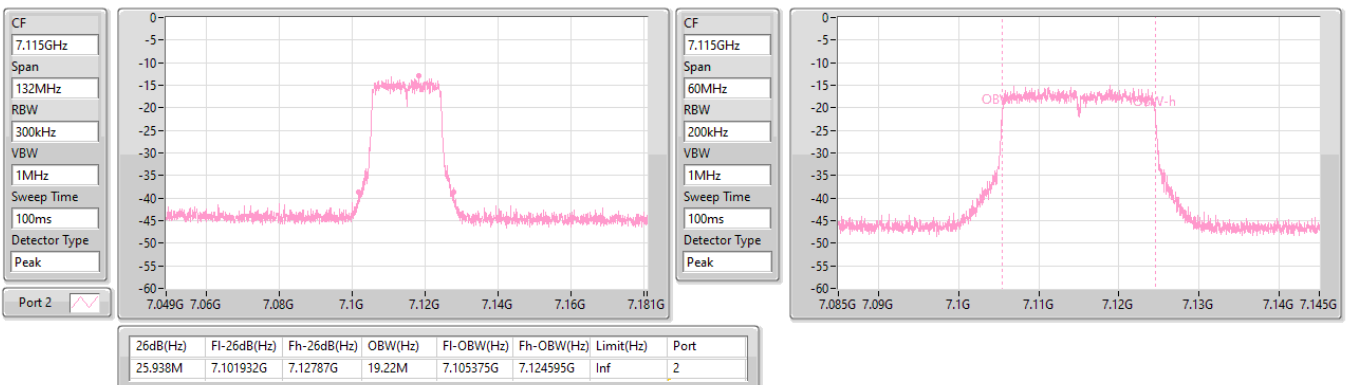 CF
7.115GHz
Span
132MHz
RBW
300kHz
VBW
1MHz
Sweep Time
100ms
Detector Type
Peak
Port 2
0
-5
-10
-15
-20
-25
-30
-35
-40
-45
-50
-55
-60
7.049G 7.06G 7.08G 7.1G 7.12G 7.14G 7.16G 7.181G
CF
7.115GHz
Span
60MHz
RBW
200kHz
VBW
1MHz
Sweep Time
100ms
Detector Type
Peak
0
-5
-10
-15
-20
-25
-30
-35
-40
-45
-50
-55
-60
OBW-h
7.085G 7.09G 7.1G 7.11G 7.12G 7.13G 7.14G 7.145G
26dB(Hz) Fl-26dB(Hz) Fh-26dB(Hz) OBW(Hz) Fl-OBW(Hz) Fh-OBW(Hz) Limit(Hz) Port
25.938M 7.101932G 7.12787G 19.22M 7.105375G 7.124595G Inf 2